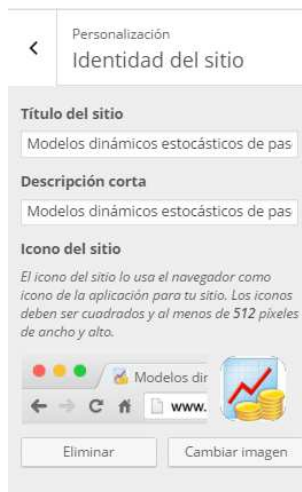 Personalización
Identidad del sitio
Título del sitio
Modelos dinámicos estocásticos de pas
Descripción corta
Modelos dinámicos estocásticos de pas
Icono del sitio
El icono del sitio lo usa el navegador como
icono de la aplicación para tu sitio. Los iconos
deben ser cuadrados y al menos de 512 píxeles
de ancho y alto.
Modelos dir
www.
Eliminar
Cambiar imagen